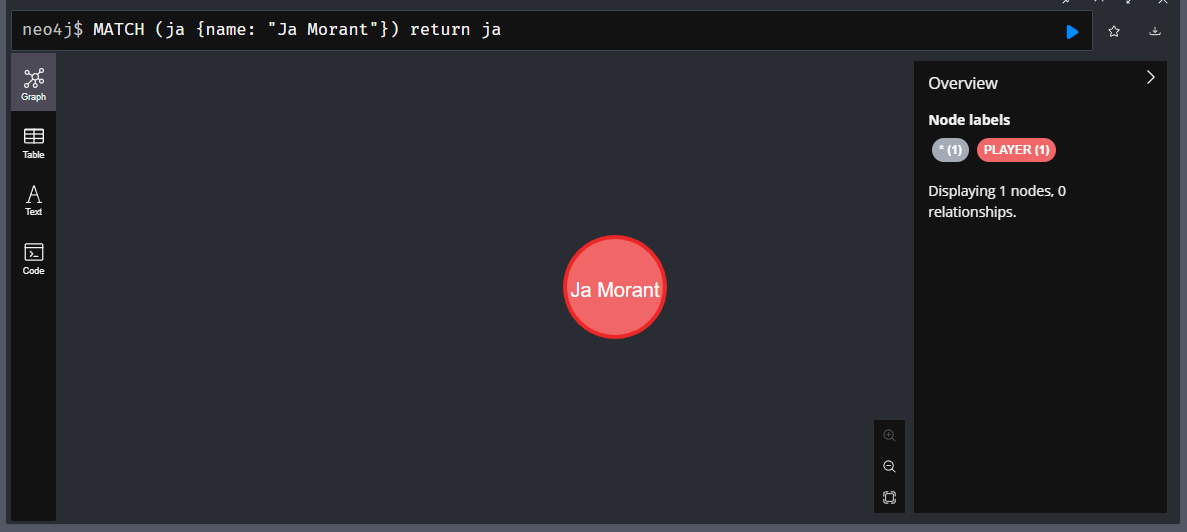 neo4j$ MATCH (ja {name: "Ja Morant"}) return ja
Graph
Table
Text
Code
Ja Morant
Overview
Node labels
* (1) PLAYER (1)
Displaying 1 nodes, 0
relationships.